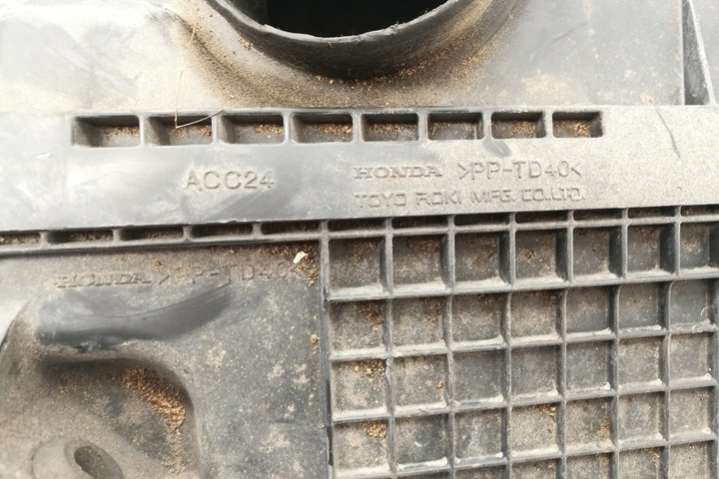 ACC24 HONDA >PP-TD40<
TOYO ROKI MFG. CO.LTD.
HONDA >PP-TD40<